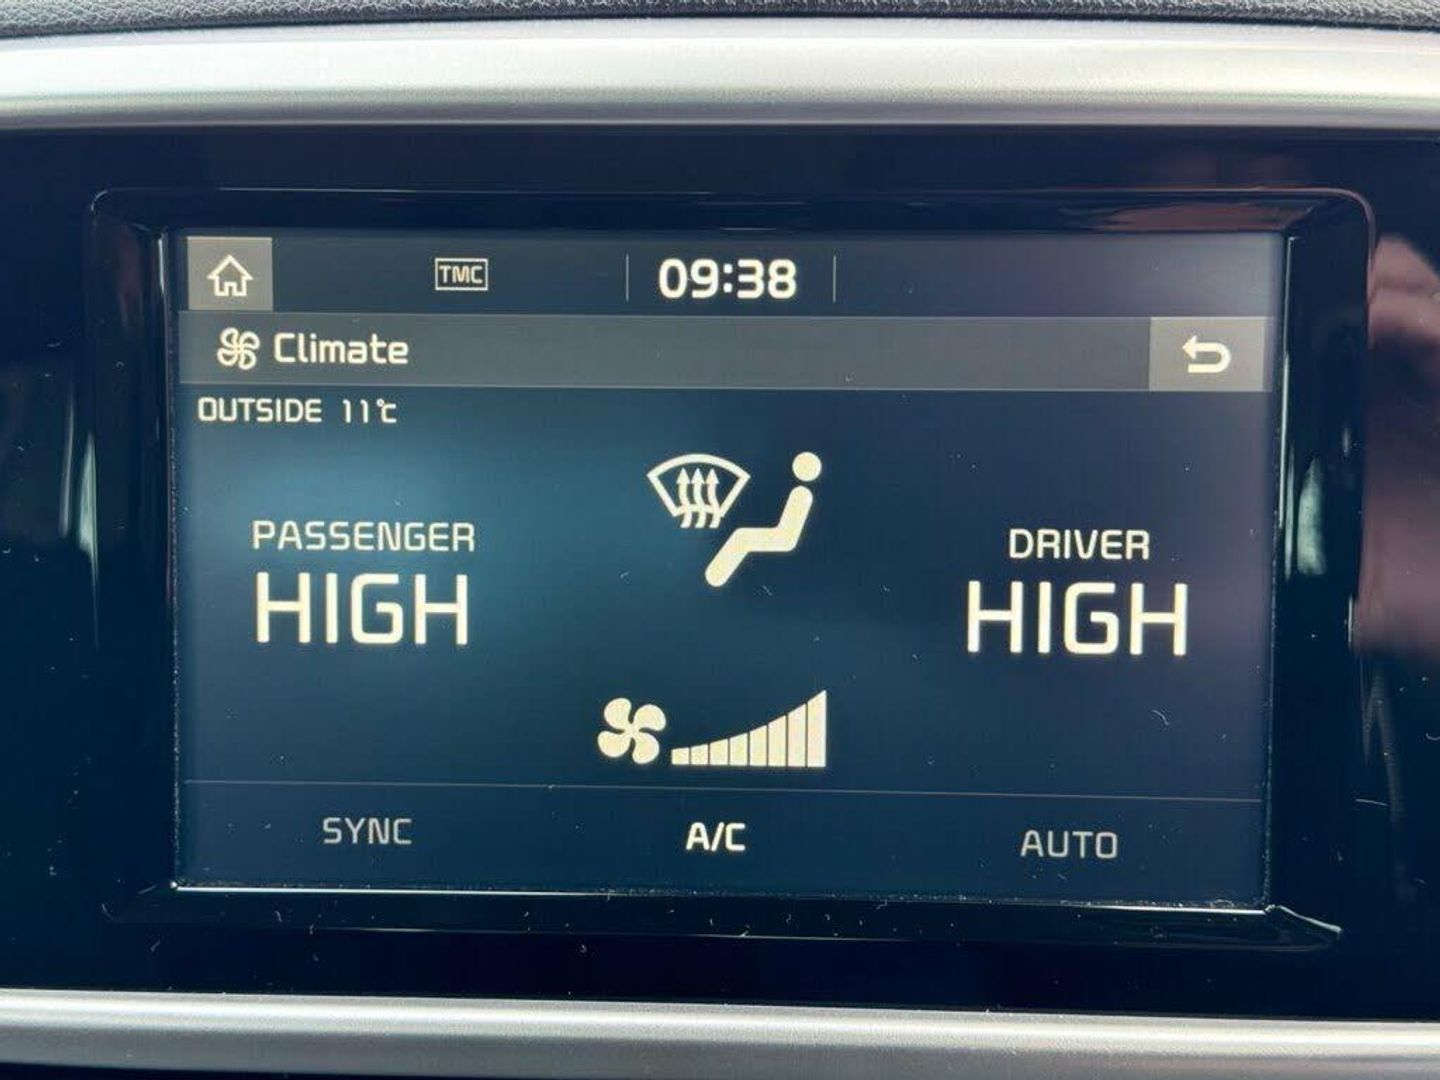 TMC
09:38
Climate
OUTSIDE 11℃
PASSENGER
HIGH
DRIVER
HIGH
SYNC
A/C
AUTO